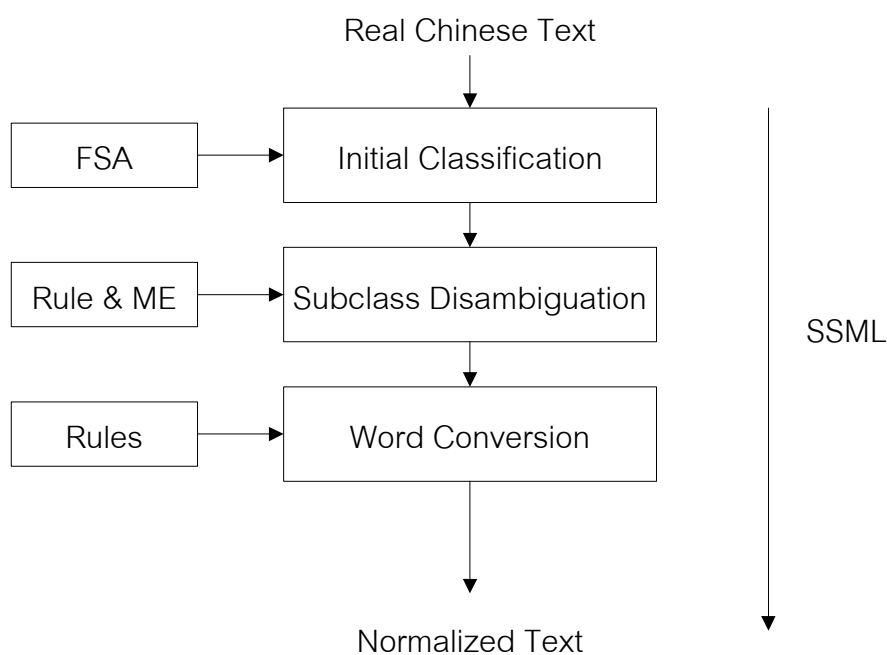 Real Chinese Text
FSA
Initial Classification
Rule & ME
Subclass Disambiguation
SSML
Rules
Word Conversion
Normalized Text